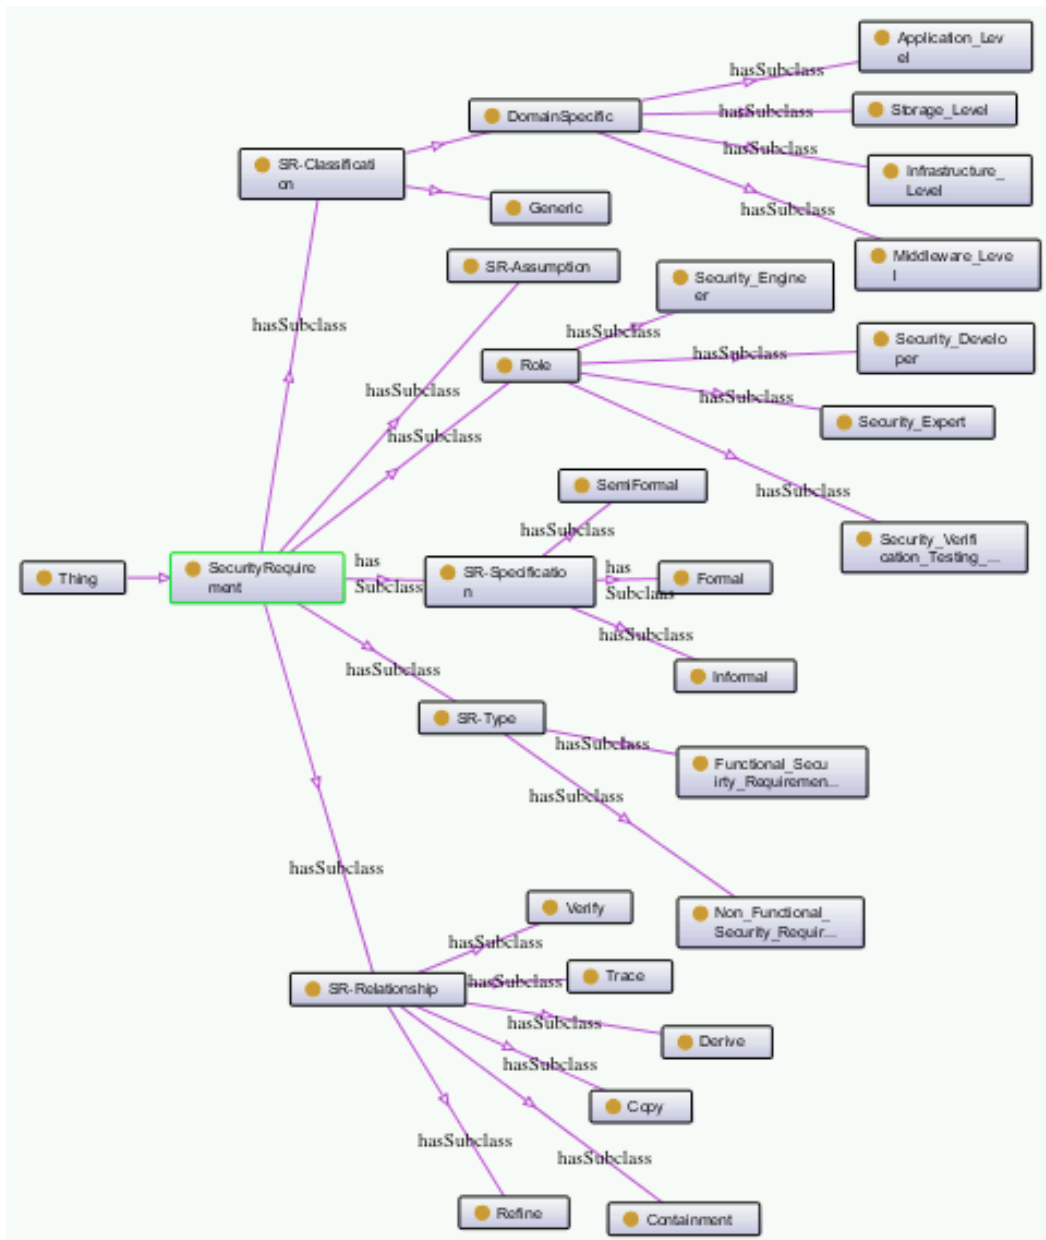 Application_Lev
el
hasSubclass
DomainSpecific
hasSubclass
Storage_Level
hasSubclass
SR-Classificati
on
Infrastructure_
Level
Generic
hasSubclass
SR-Assumption
Middleware_Leve
l
Security_Engine
er
hasSubclass
hasSubclass
Security_Develo
per
Role
hasSubclass
hasSubclass
hasSubclass
Security_Expert
hasSubclass
SemiFormal
hasSubclass
hasSubclass
Security_Verifi
cation_Testing_...
Thing
SecurityRequire
ment
has
Subclass
SR-Specificatio
n
has
Subclass
Formal
hasSubclass
hasSubclass
Informal
SR-Type
hasSubclass
Functional_Secu
irty_Requiremen...
hasSubclass
hasSubclass
Verify
Non_Functional_
Security_Requir...
hasSubclass
SR-Relationship
hasSubclass
Trace
hasSubclass
Derive
hasSubclass
Copy
hasSubclass
hasSubclass
Refine
Containment